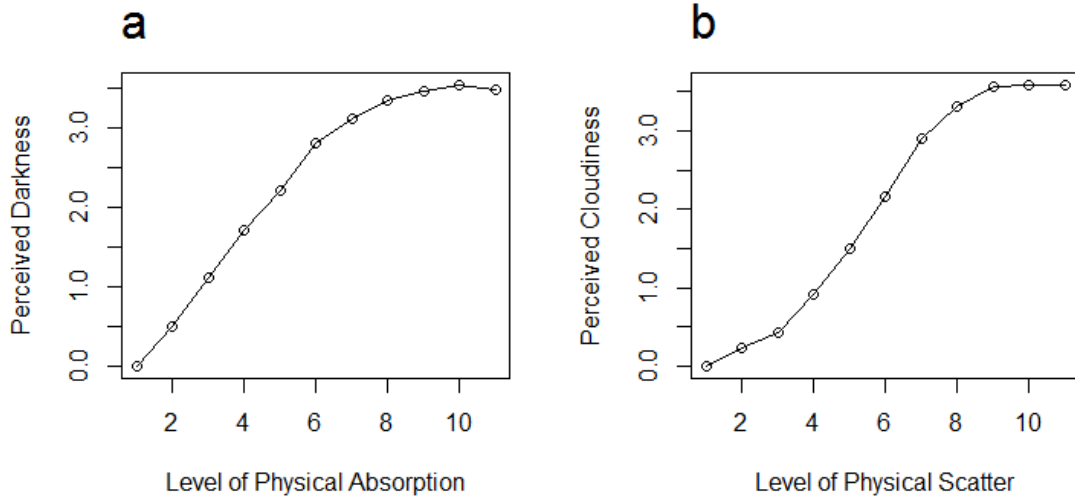 a
Perceived Darkness
3.0
2.0
1.0
0.0
2 4 6 8 10
Level of Physical Absorption
b
Perceived Cloudiness
3.0
2.0
1.0
0.0
2 4 6 8 10
Level of Physical Scatter